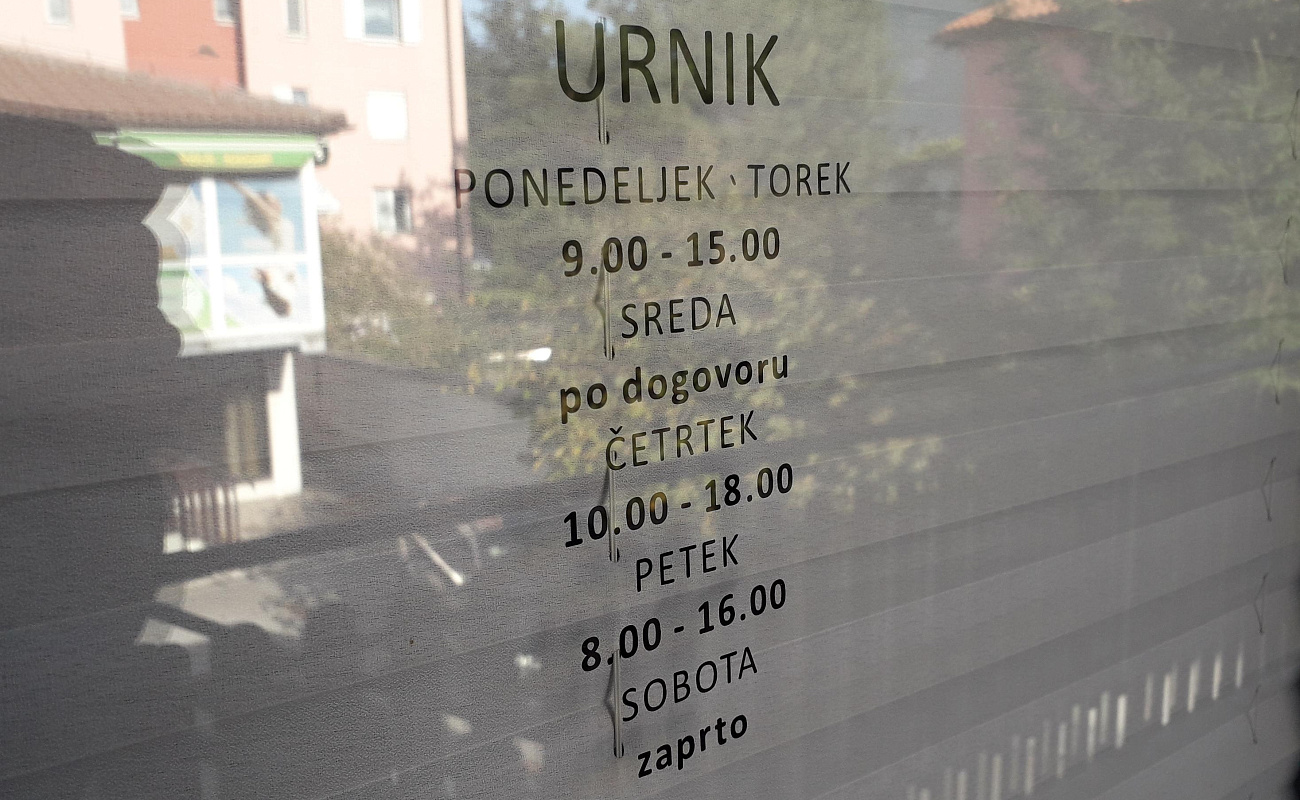 URNIK
PONEDELJEK · TOREK
9.00 - 15.00
SREDA
po dogovoru
ČETRTEK
10.00 - 18.00
PETEK
8.00 - 16.00
SOBOTA
zaprto